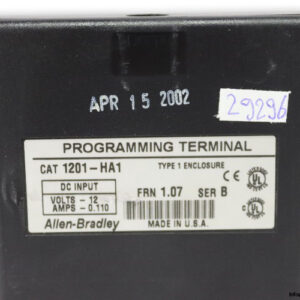 APR 15 2002
29296
PROGRAMMING TERMINAL
CAT 1201-HA1
TYPE 1 ENCLOSURE
DC INPUT
VOLTS - 12
AMPS - 0.110
FRN 1.07 SER B
Allen-Bradley
MADE IN U.S.A.